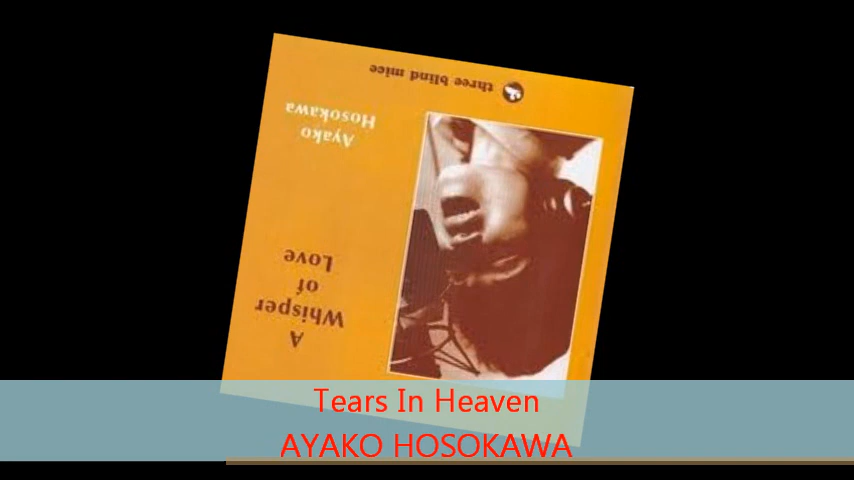 A
Whisper
of
Love
Ayako
Hosokawa
three blind mice
Tears In Heaven
AYAKO HOSOKAWA